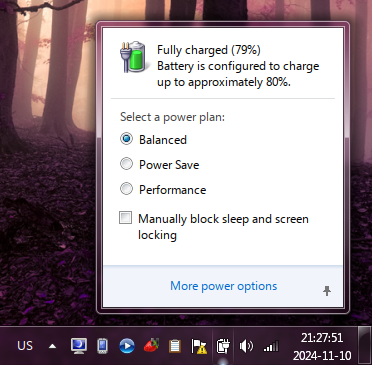 Fully charged (79%)
Battery is configured to charge
up to approximately 80%.
Select a power plan:
Balanced
Power Save
Performance
Manually block sleep and screen
locking
More power options
US
21:27:51
2024-11-10